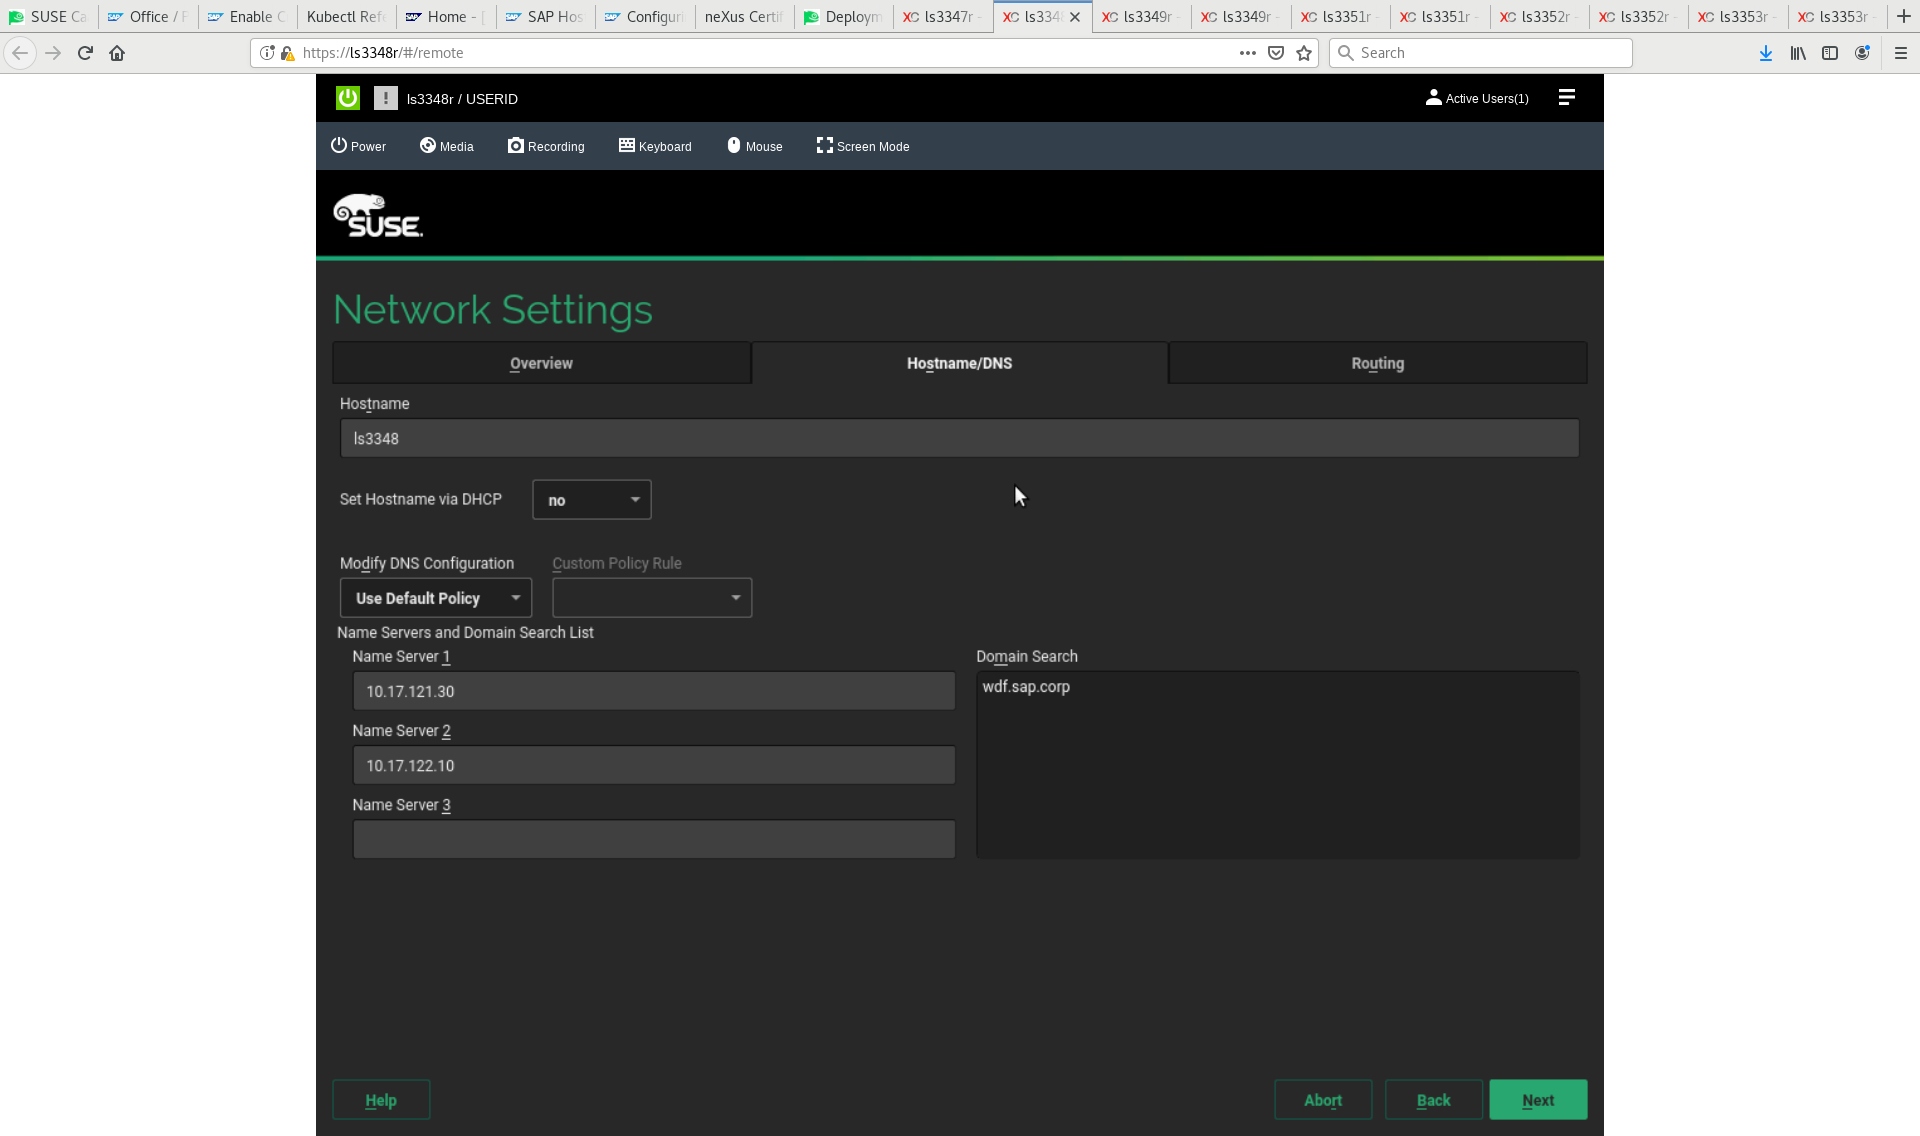 SUSE Ca Office / P Enable C Kubectl Refe Home - [ SAP Hos Configuri neXus Certif Deploym ls3347r - ls334 ls3349r - ls3349r - ls3351r - ls3351r - ls3352r - ls3352r - ls3353r - ls3353r -
https://ls3348r/#/remote Search
ls3348r / USERID Active Users(1)
Power Media Recording Keyboard Mouse Screen Mode
SUSE.
Network Settings
Overview Hostname/DNS Routing
Hostname
ls3348
Set Hostname via DHCP no
Modify DNS Configuration Custom Policy Rule
Use Default Policy
Name Servers and Domain Search List
Name Server 1 Domain Search
10.17.121.30 wdf.sap.corp
Name Server 2
10.17.122.10
Name Server 3
Help Abort Back Next